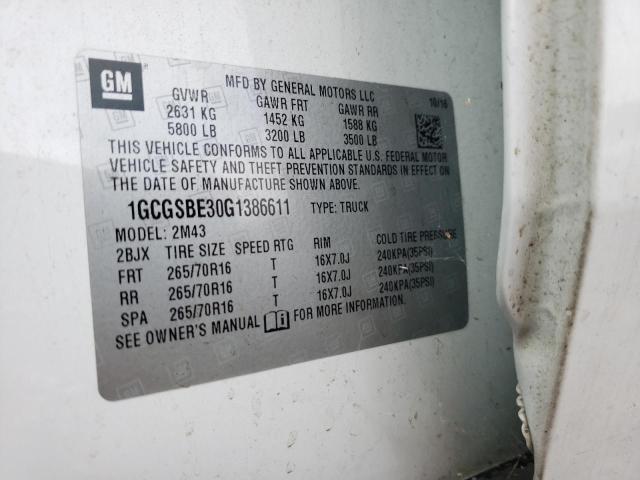 GM
MFD BY GENERAL MOTORS LLC
10/16
GVWR GAWR FRT GAWR RR
2631 KG 1452 KG 1588 KG
5800 LB 3200 LB 3500 LB
THIS VEHICLE CONFORMS TO ALL APPLICABLE U.S. FEDERAL MOTOR
VEHICLE SAFETY AND THEFT PREVENTION STANDARDS IN EFFECT ON
THE DATE OF MANUFACTURE SHOWN ABOVE.
1GCGSBE30G1386611 TYPE: TRUCK
MODEL: 2M43
2BJX TIRE SIZE SPEED RTG RIM COLD TIRE PRESSURE
FRT 265/70R16 T 16X7.0J 240KPA(35PSI)
RR 265/70R16 T 16X7.0J 240KPA(35PSI)
SPA 265/70R16 T 16X7.0J 240KPA(35PSI)
SEE OWNER'S MANUAL FOR MORE INFORMATION.